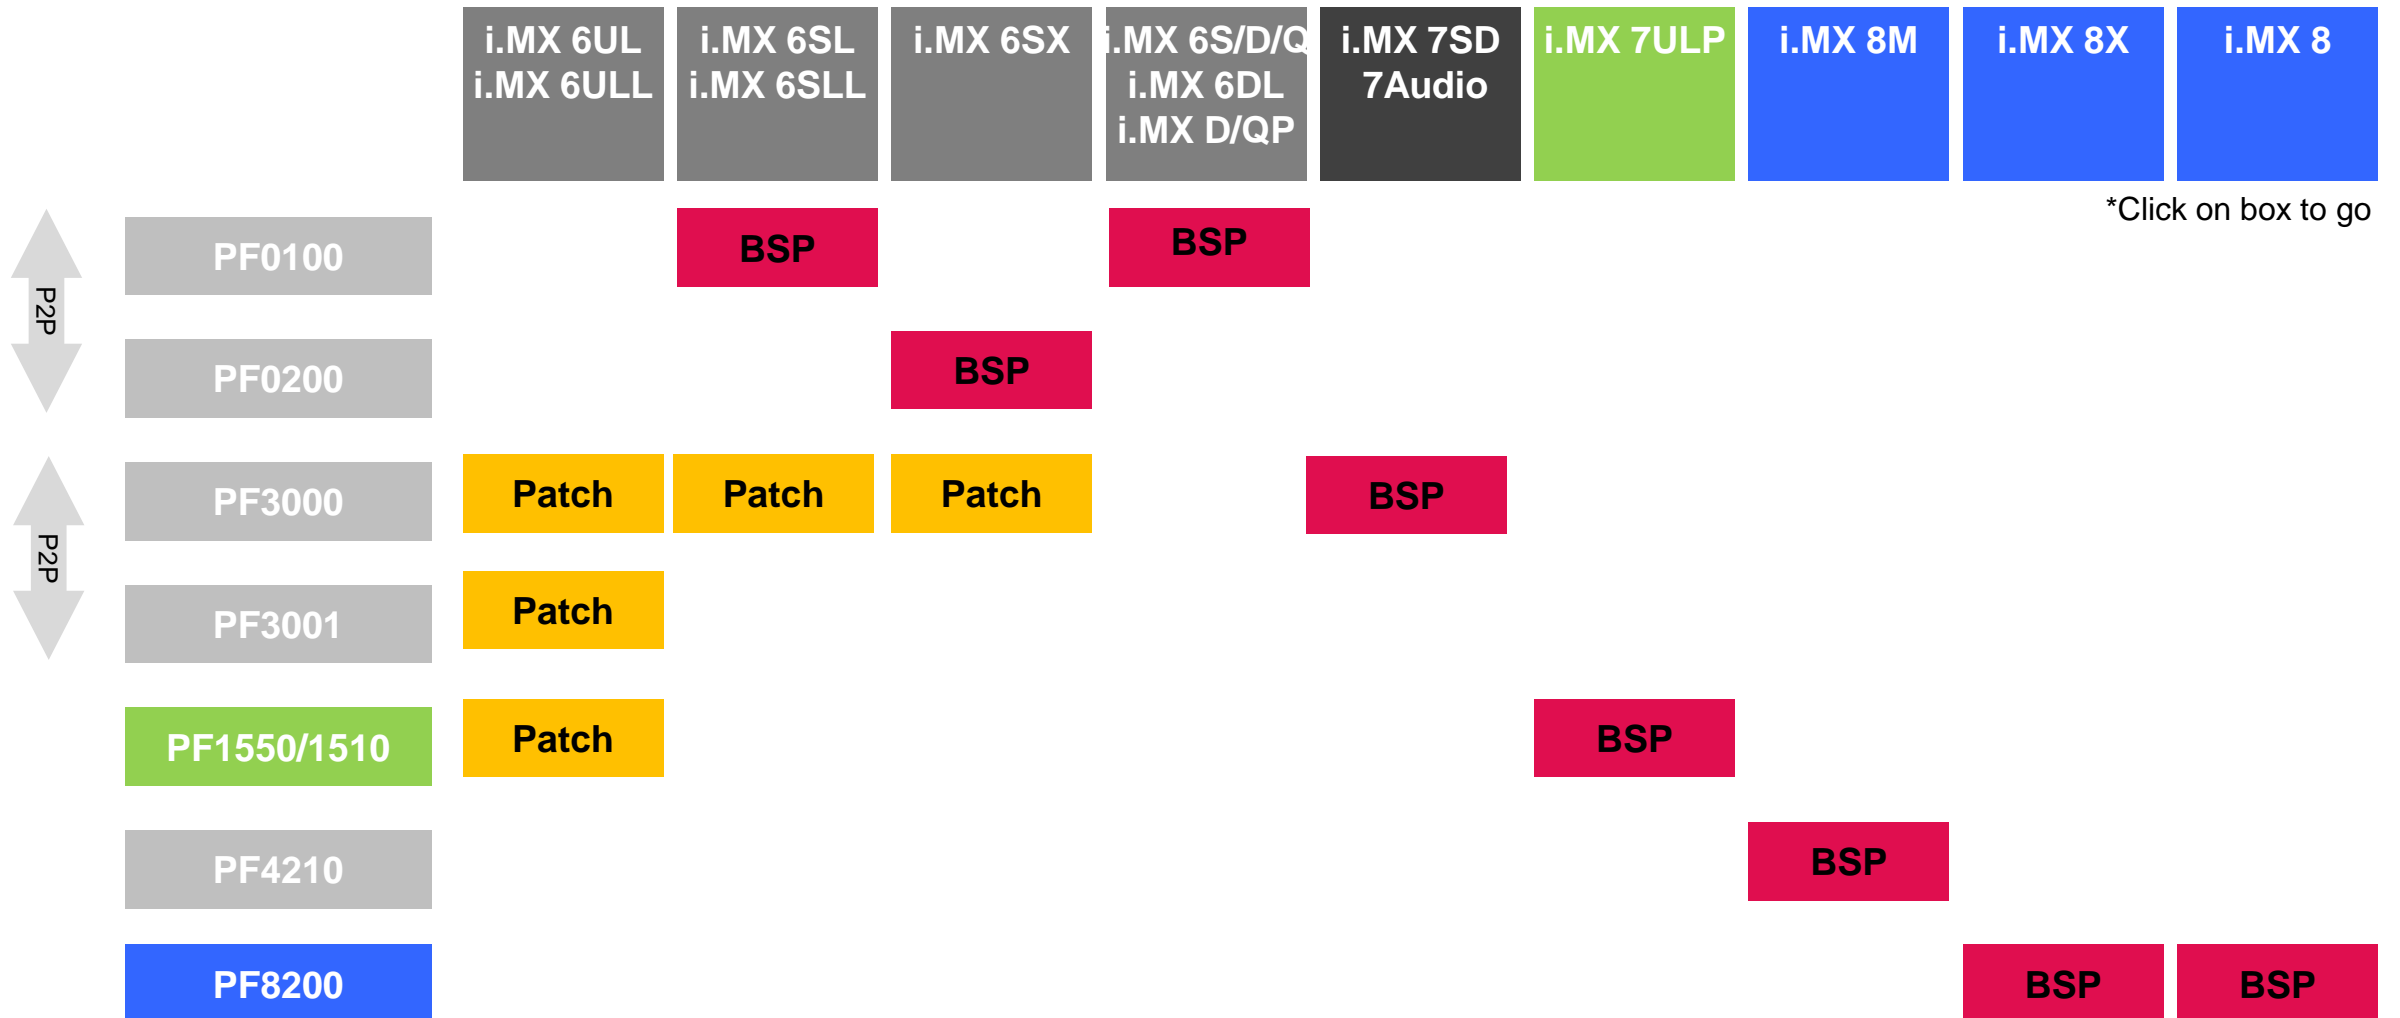 i.MX 6UL
i.MX 6ULL
i.MX 6SL
i.MX 6SLL
i.MX 6SX
i.MX 6S/D/Q
i.MX 6DL
i.MX D/QP
i.MX 7SD
7Audio
i.MX 7ULP
i.MX 8M
i.MX 8X
i.MX 8
*Click on box to go
P2P
PF0100
BSP
BSP
PF0200
BSP
P2P
PF3000
Patch
Patch
Patch
BSP
PF3001
Patch
PF1550/1510
Patch
BSP
PF4210
BSP
PF8200
BSP
BSP